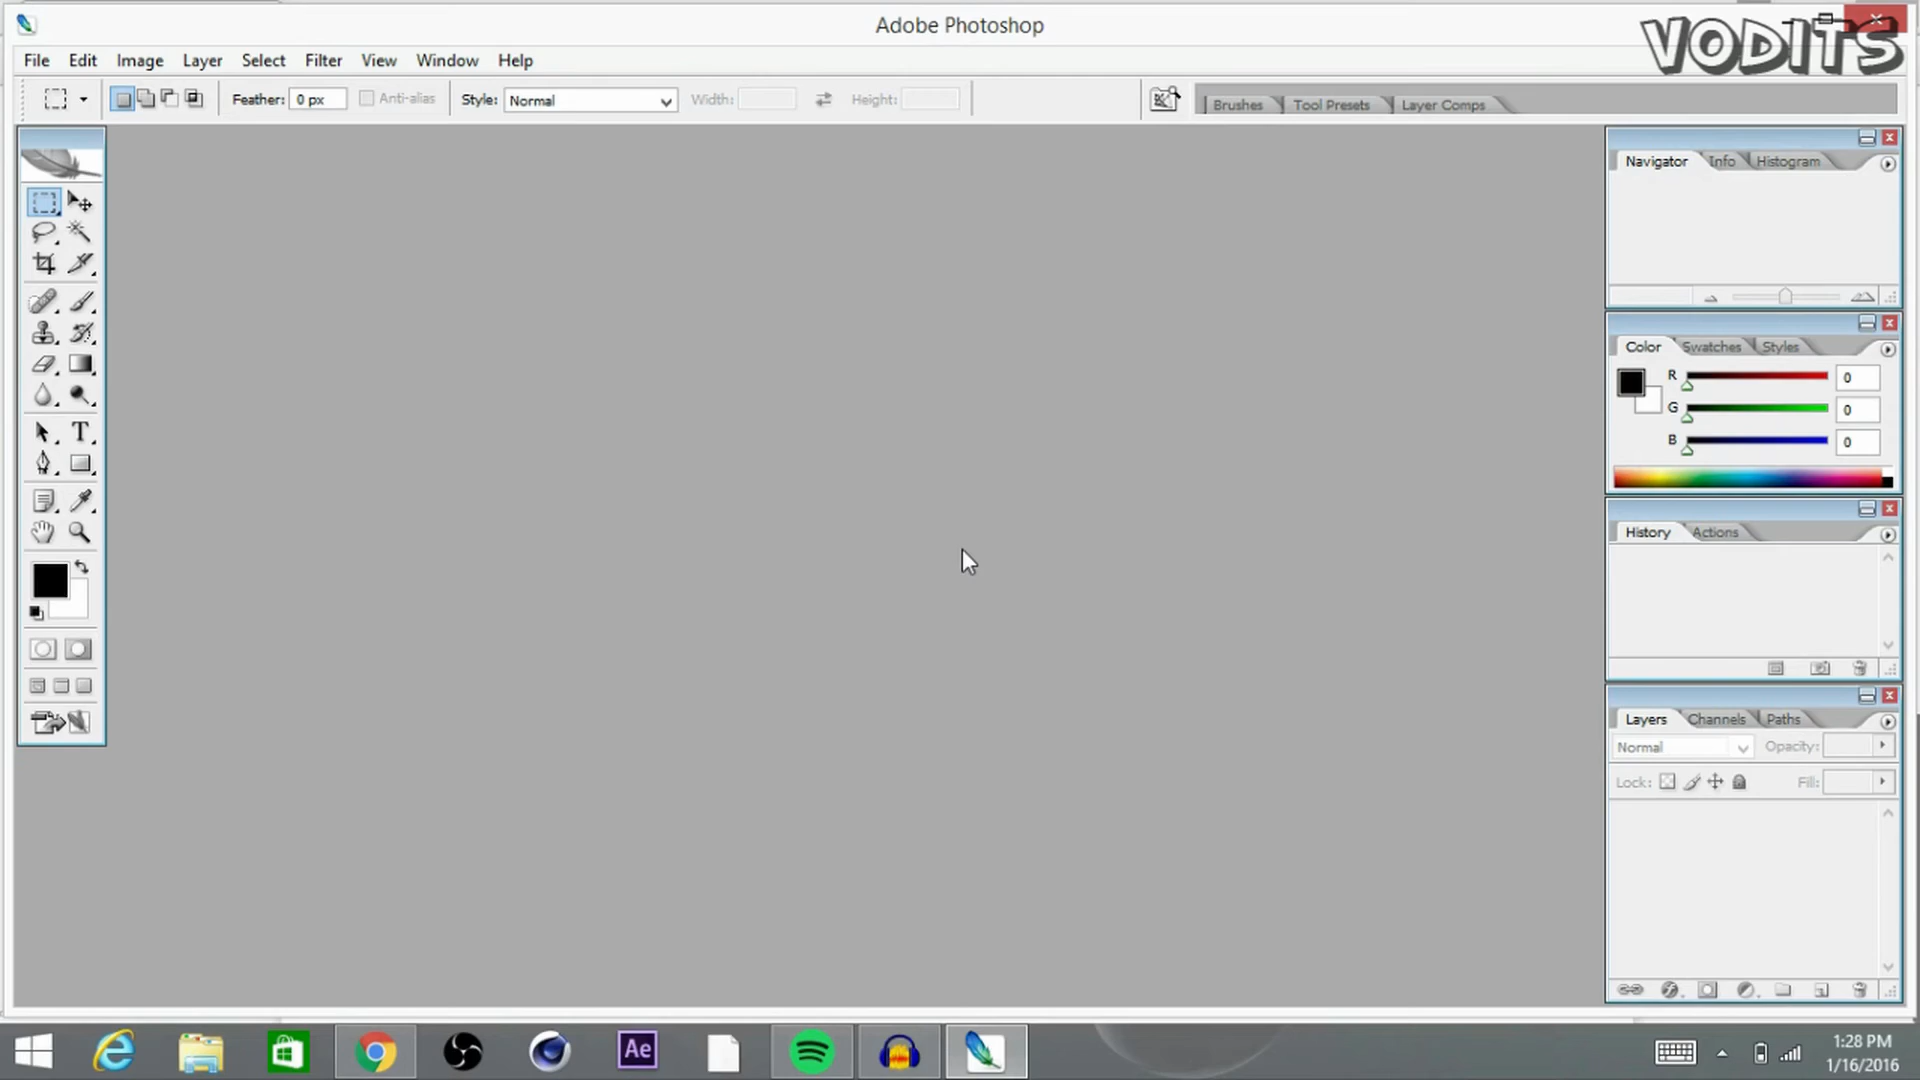 Adobe Photoshop
VODITS
File Edit Image Layer Select Filter View Window Help
Feather: 0 px Anti-alias Style: Normal Width: Height: Brushes Tool Presets Layer Comps
Navigator Info Histogram
Color Swatches Styles
R 0
G 0
B 0
T
History Actions
Layers Channels Paths
Normal Opacity:
Lock: Fill:
Ae
1:28 PM
1/16/2016